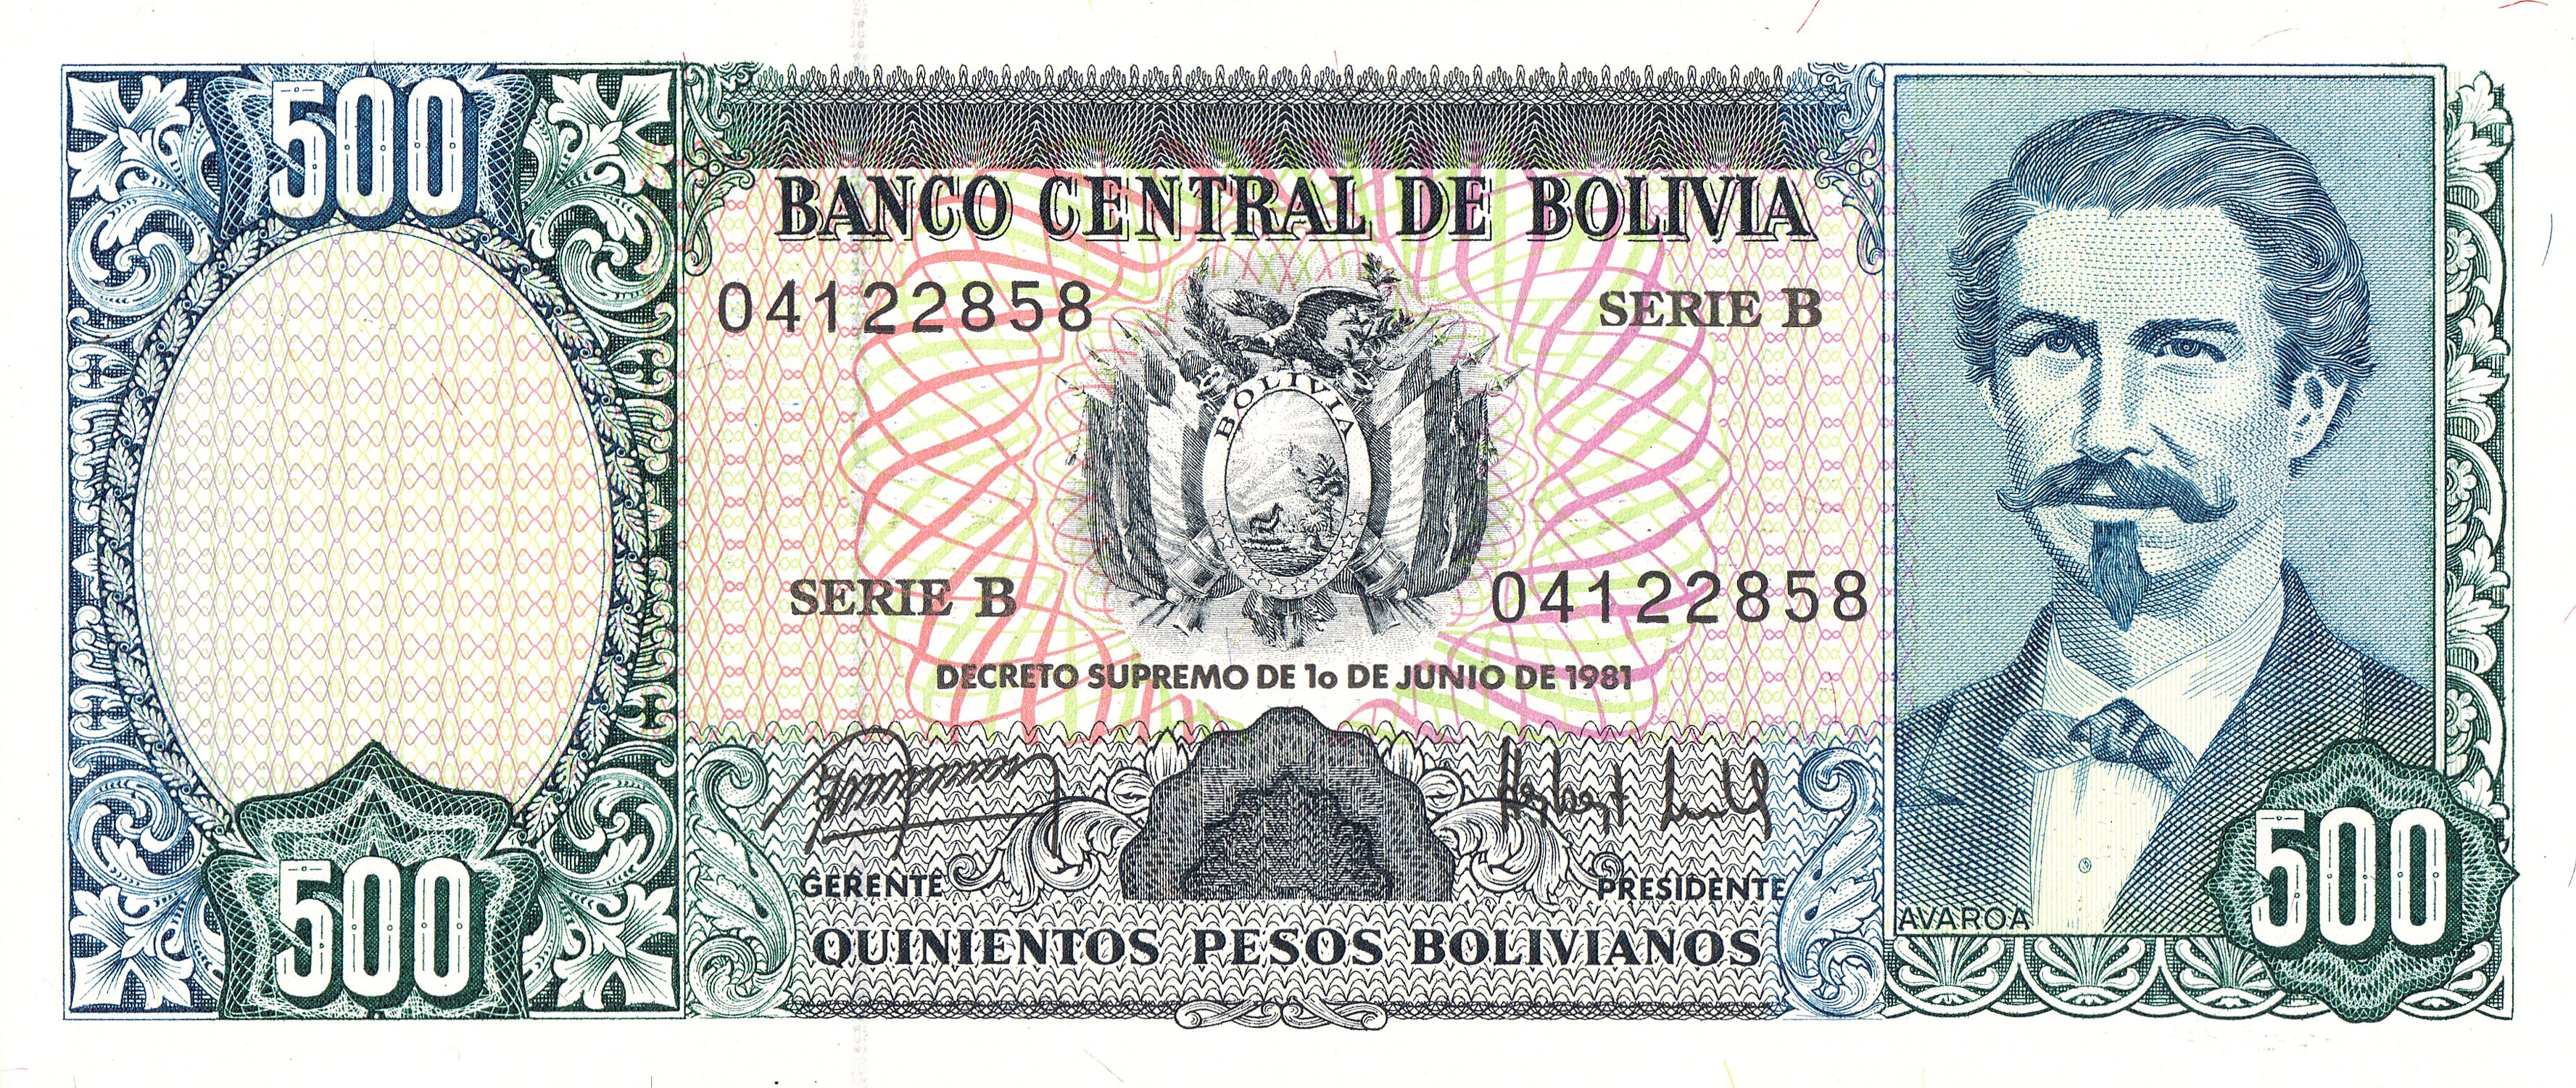 500
BANCO CENTRAL DE BOLIVIA
04122858
SERIE B
BOLIVIA
SERIE B
04122858
DECRETO SUPREMO DE 1o DE JUNIO DE 1981
GERENTE
PRESIDENTE
500
QUINIENTOS PESOS BOLIVIANOS
AVAROA
500